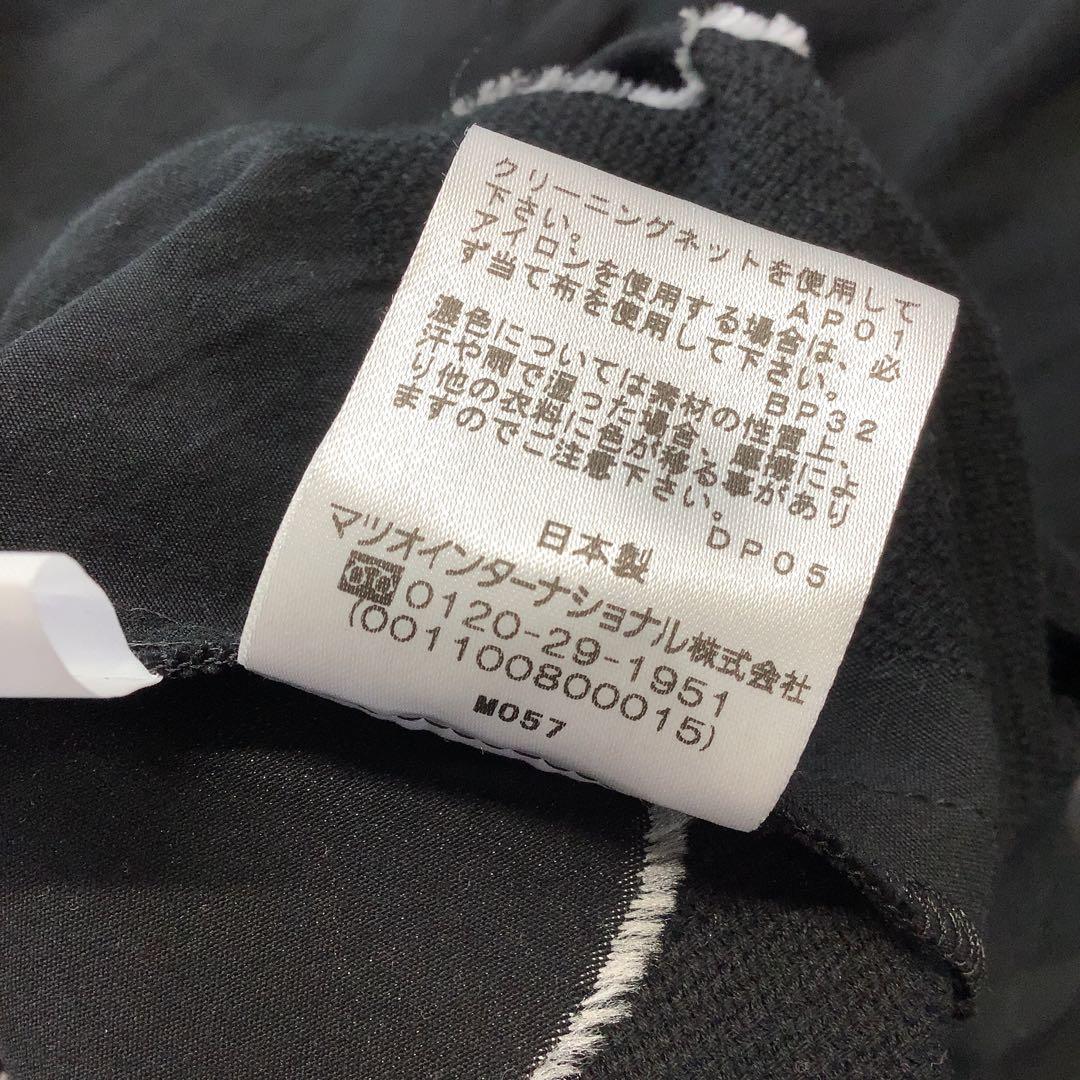 クリーニングネットを使用して
下さい。 AP01
アイロンを使用する場合は、必
ず当て布を使用して下さい。
BP32
濃色については素材の性質上、
汗や雨で湿った場合、摩擦によ
り他の衣料に色が移る事があり
ますのでご注意下さい。
DP05
日本製
マツオインターナショナル株式会社
0120-29-1951
(001100800015)
M057